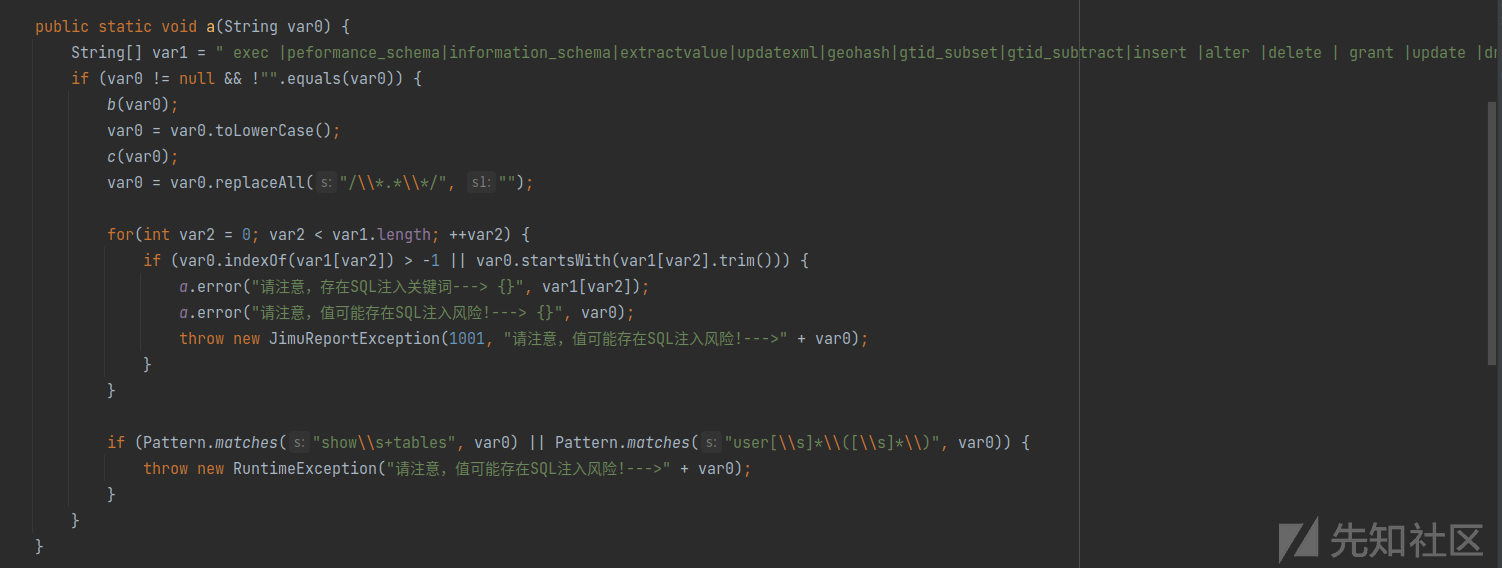 public static void a(String var0) {
String[] var1 = " exec |peformance_schema|information_schema|extractvalue|updatexml|geohash|gtid_subset|gtid_subtract|insert |alter |delete | grant |update |dr
if (var0 != null && !"".equals(var0)) {
b(var0);
var0 = var0.toLowerCase();
c(var0);
var0 = var0.replaceAll( s: "/\\*.*\\*/", s1: "");
for(int var2 = 0; var2 < var1.length; ++var2) {
if (var0.indexOf(var1[var2]) > -1 || var0.startsWith(var1[var2].trim())) {
a.error("请注意，存在SQL注入关键词---> {}", var1[var2]);
a.error("请注意，值可能存在SQL注入风险!---> {}", var0);
throw new JimuReportException(1001, "请注意，值可能存在SQL注入风险!--->" + var0);
}
}
if (Pattern.matches( s: "show\\s+tables", var0) || Pattern.matches( s: "user[\\s]*\\([\\s]*\\)", var0)) {
throw new RuntimeException("请注意，值可能存在SQL注入风险!--->" + var0);
}
}
}
先知社区